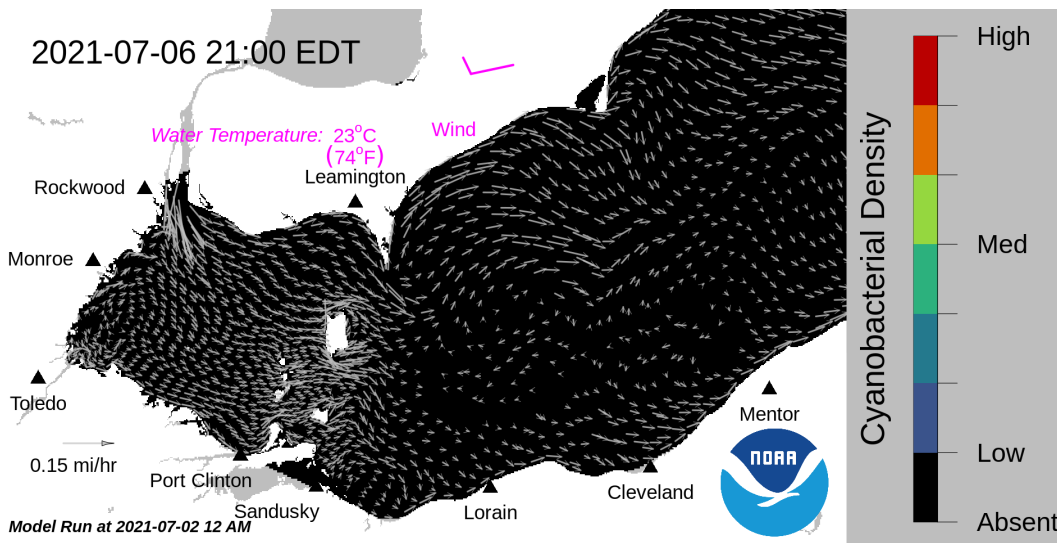 2021-07-06 21:00 EDT
High
Wind
Water Temperature: 23°C
(74°F)
Leamington
Rockwood
Cyanobacterial Density
Med
Monroe
Toledo
Mentor
NOAA
0.15 mi/hr
Port Clinton
Low
Sandusky
Lorain
Cleveland
Model Run at 2021-07-02 12 AM
Absent